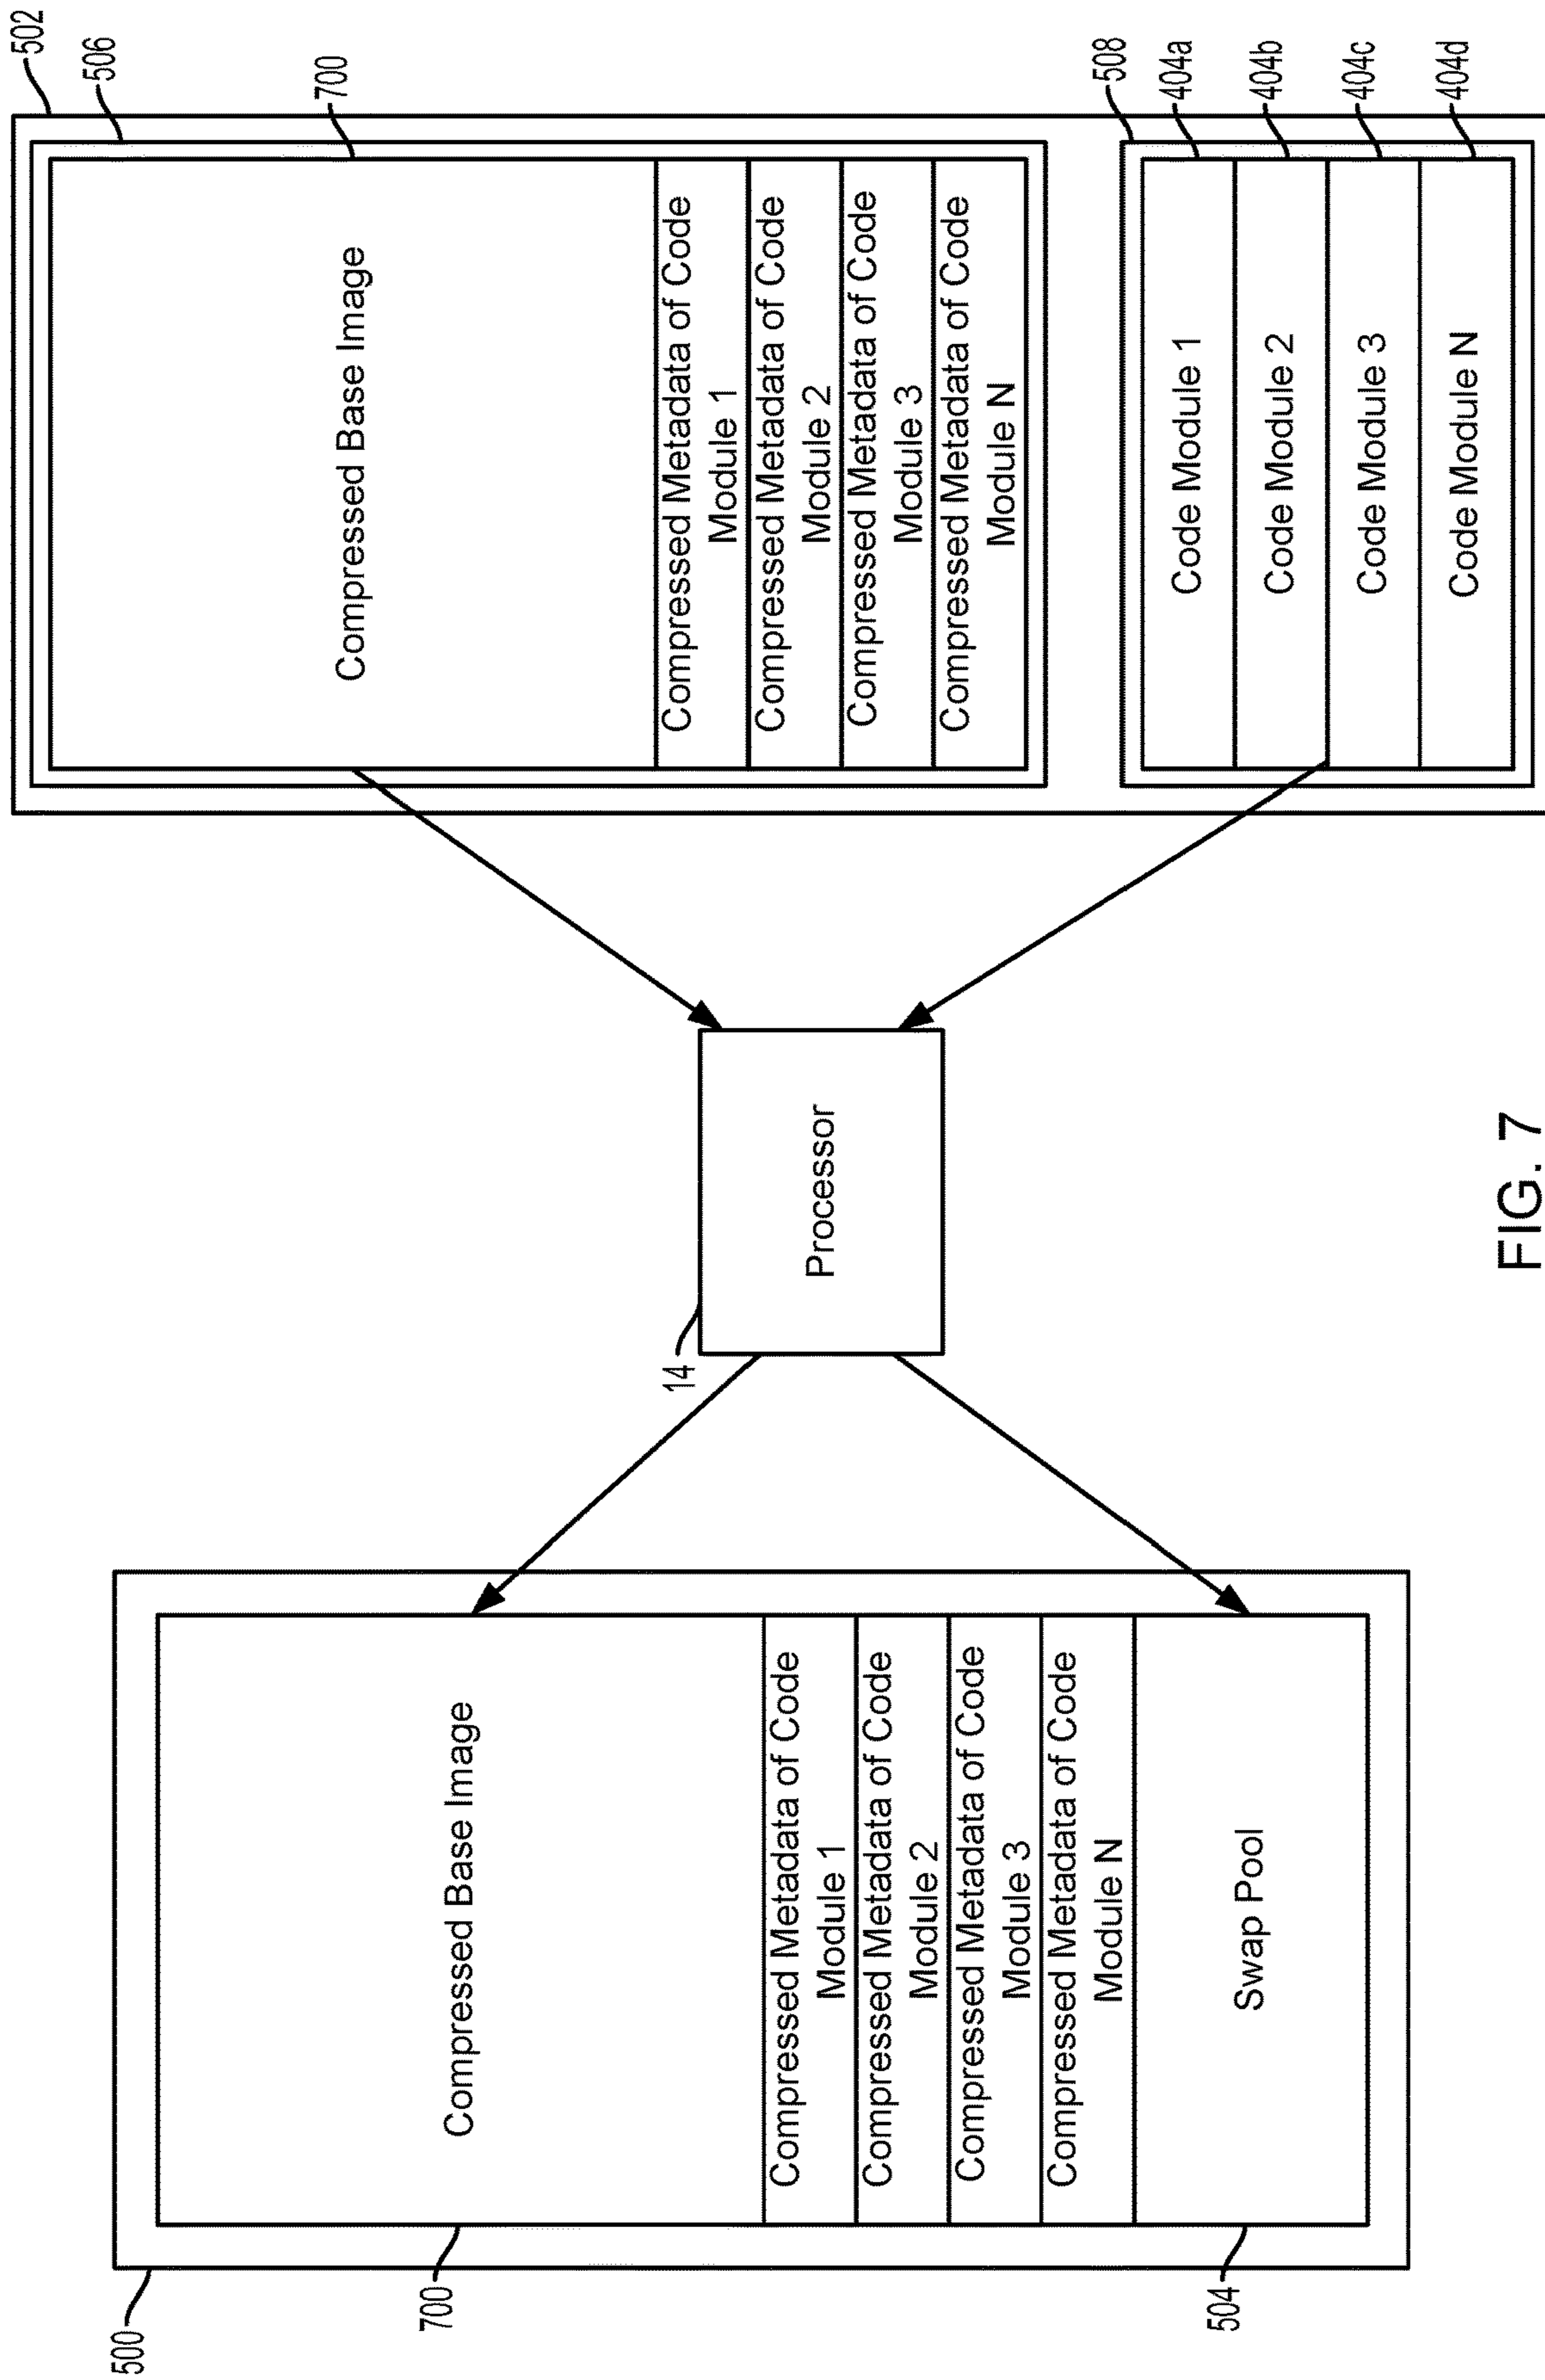 500
700
Compressed Base Image
Compressed Metadata of Code
Module 1
Compressed Metadata of Code
Module 2
Compressed Metadata of Code
Module 3
Compressed Metadata of Code
Module N
Swap Pool
504
14
Processor
502
506
700
Compressed Base Image
Compressed Metadata of Code
Module 1
Compressed Metadata of Code
Module 2
Compressed Metadata of Code
Module 3
Compressed Metadata of Code
Module N
508
Code Module 1
404a
Code Module 2
404b
Code Module 3
404c
Code Module N
404d
FIG. 7